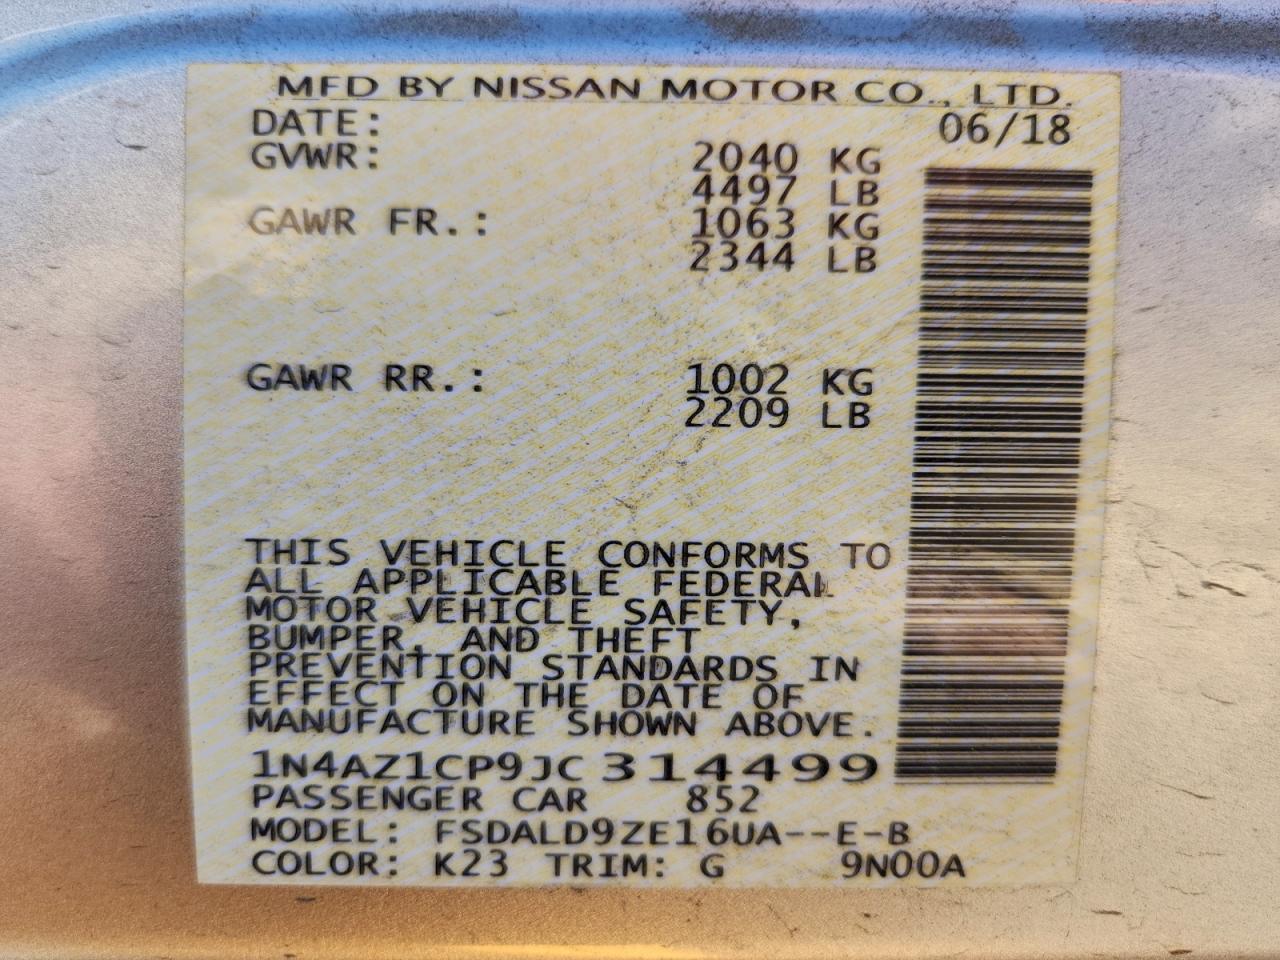 MFD BY NISSAN MOTOR CO., LTD.
DATE: 06/18
GVWR: 2040 KG
4497 LB
GAWR FR.: 1063 KG
2344 LB
GAWR RR.: 1002 KG
2209 LB
THIS VEHICLE CONFORMS TO
ALL APPLICABLE FEDERAL
MOTOR VEHICLE SAFETY,
BUMPER, AND THEFT
PREVENTION STANDARDS IN
EFFECT ON THE DATE OF
MANUFACTURE SHOWN ABOVE.
1N4AZ1CP9JC314499
PASSENGER CAR 852
MODEL: FSDALD9ZE16UA--E-B
COLOR: K23 TRIM: G 9N00A